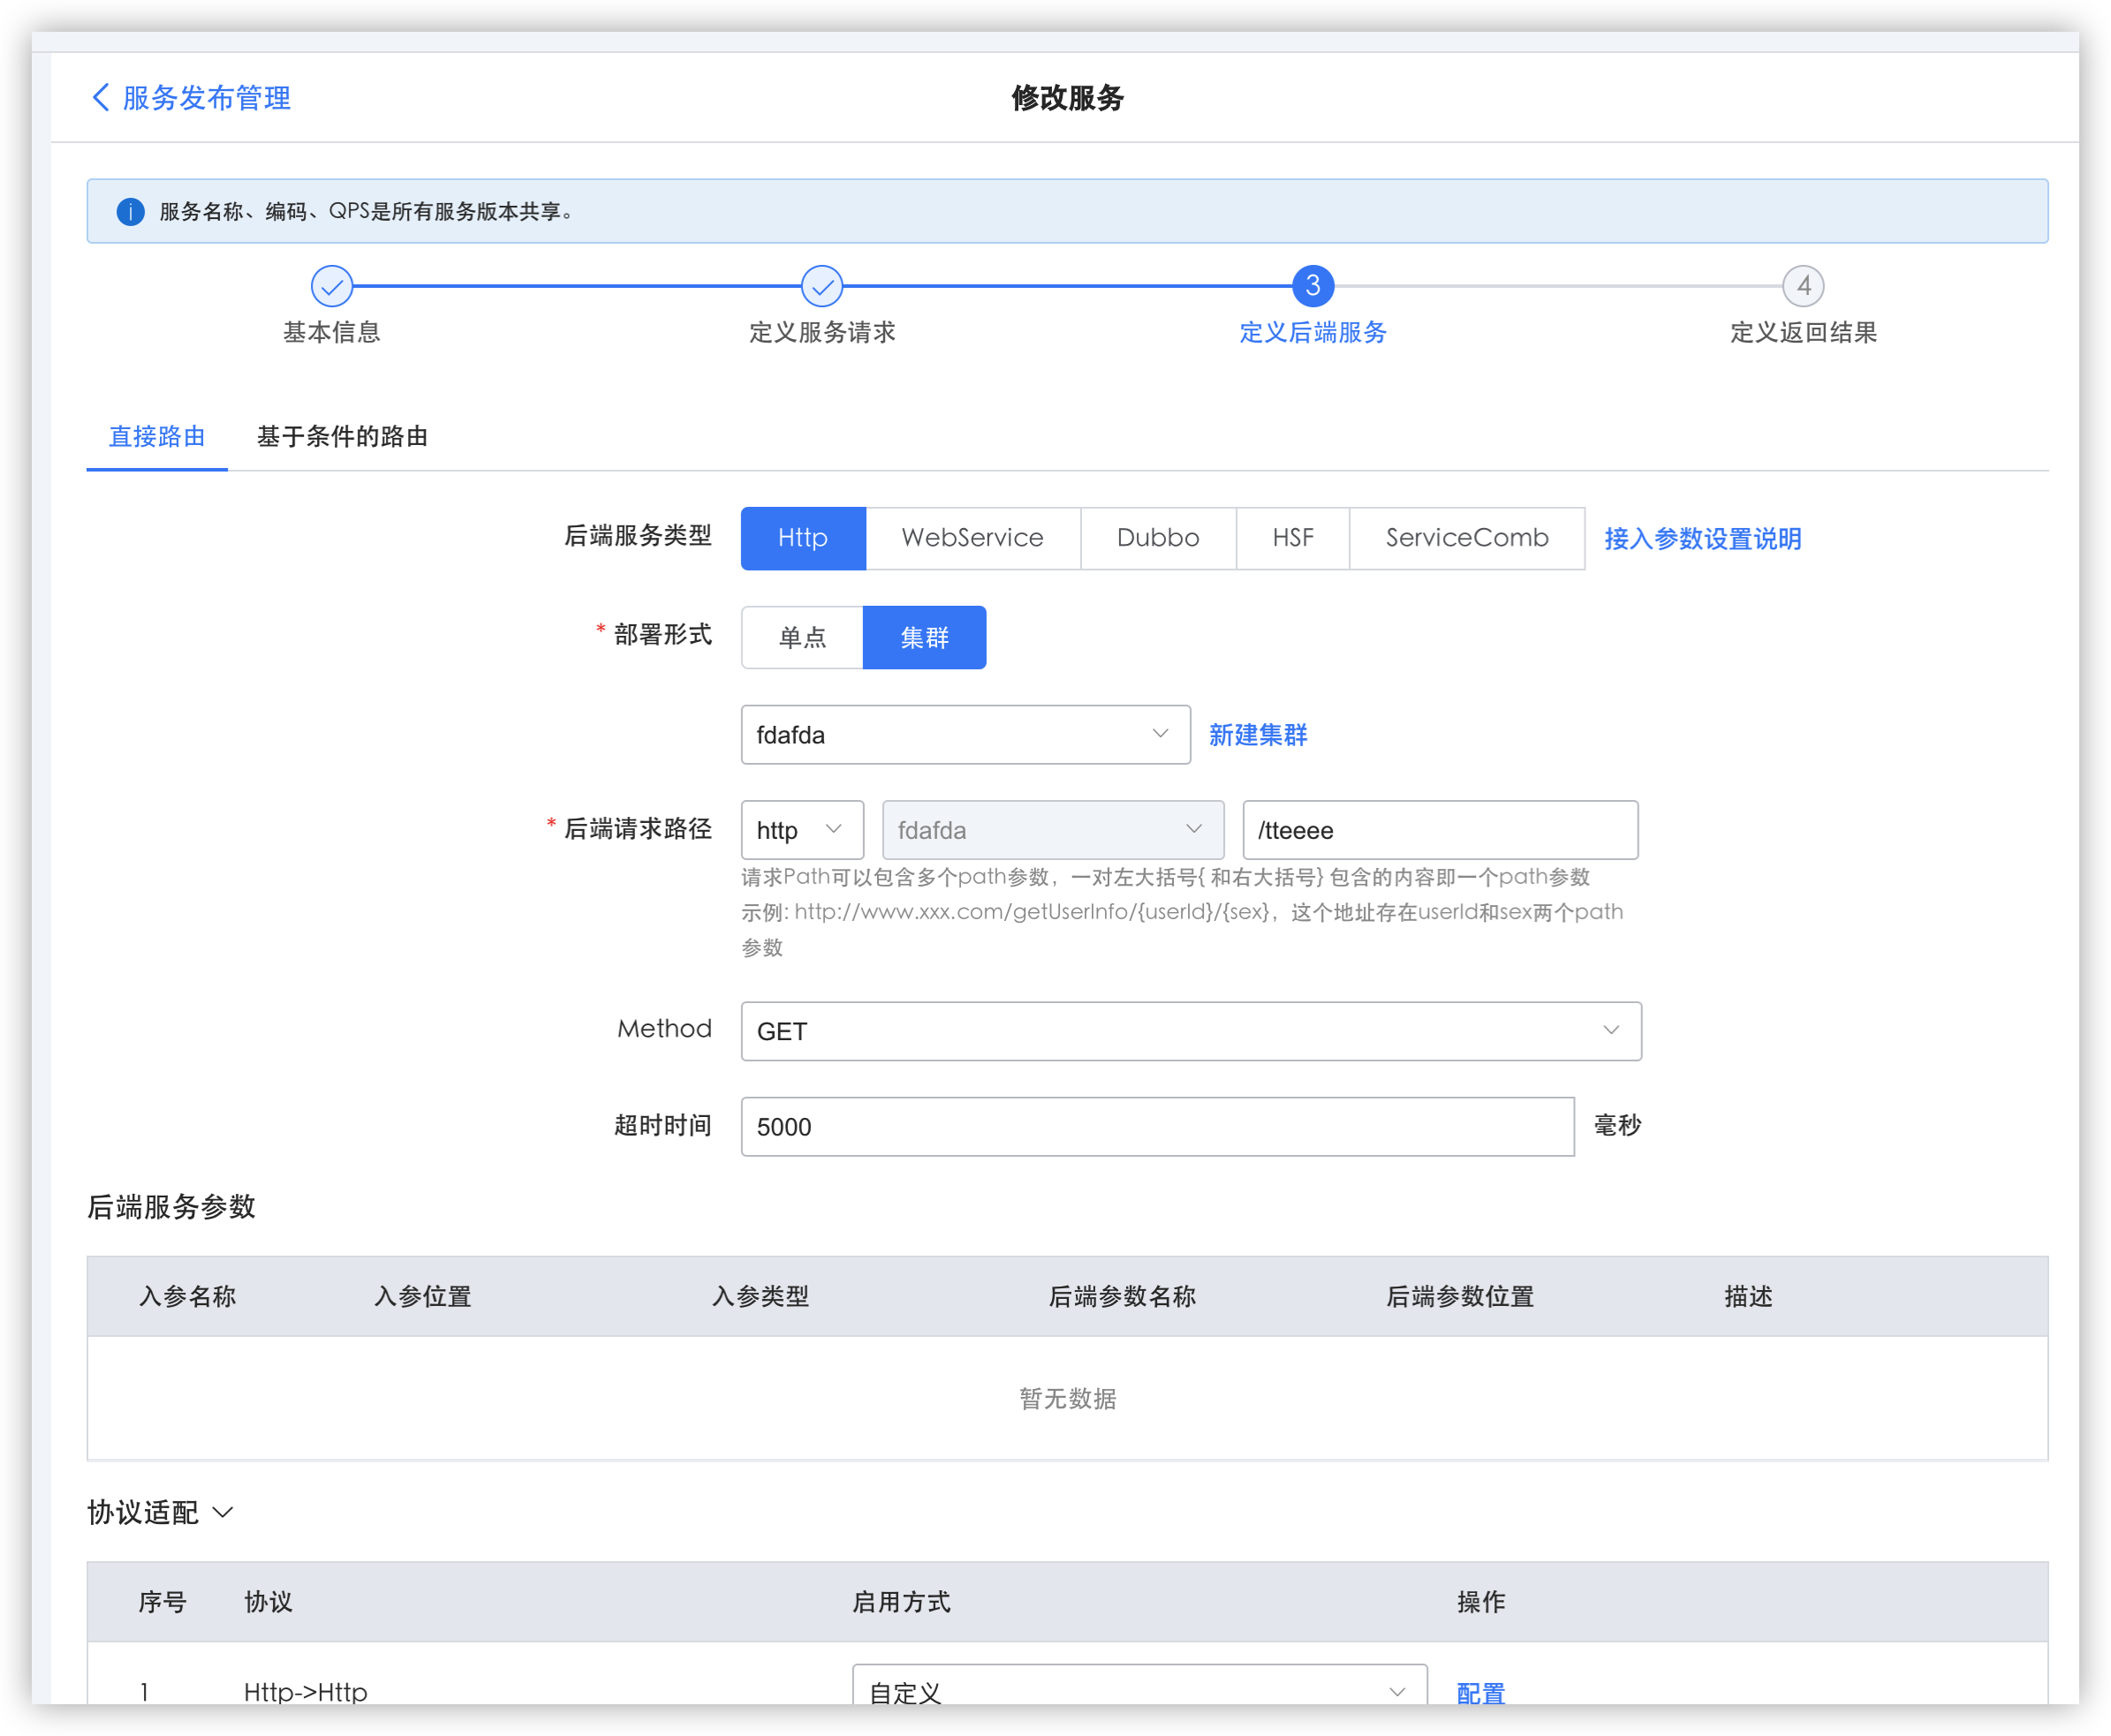 服务发布管理
修改服务
服务名称、编码、QPS是所有服务版本共享。
3
4
基本信息
定义服务请求
定义后端服务
定义返回结果
直接路由
基于条件的路由
后端服务类型
Http
WebService
Dubbo
HSF
ServiceComb
接入参数设置说明
* 部署形式
单点
集群
fdafda
新建集群
* 后端请求路径
http
fdafda
/tteeee
请求Path可以包含多个path参数，一对左大括号{ 和右大括号} 包含的内容即一个path参数
示例: http://www.xxx.com/getUserInfo/{userId}/{sex}，这个地址存在userId和sex两个path
参数
Method
GET
超时时间
5000
毫秒
后端服务参数
入参名称
入参位置
入参类型
后端参数名称
后端参数位置
描述
暂无数据
协议适配
序号
协议
启用方式
操作
1
Http->Http
自定义
配置